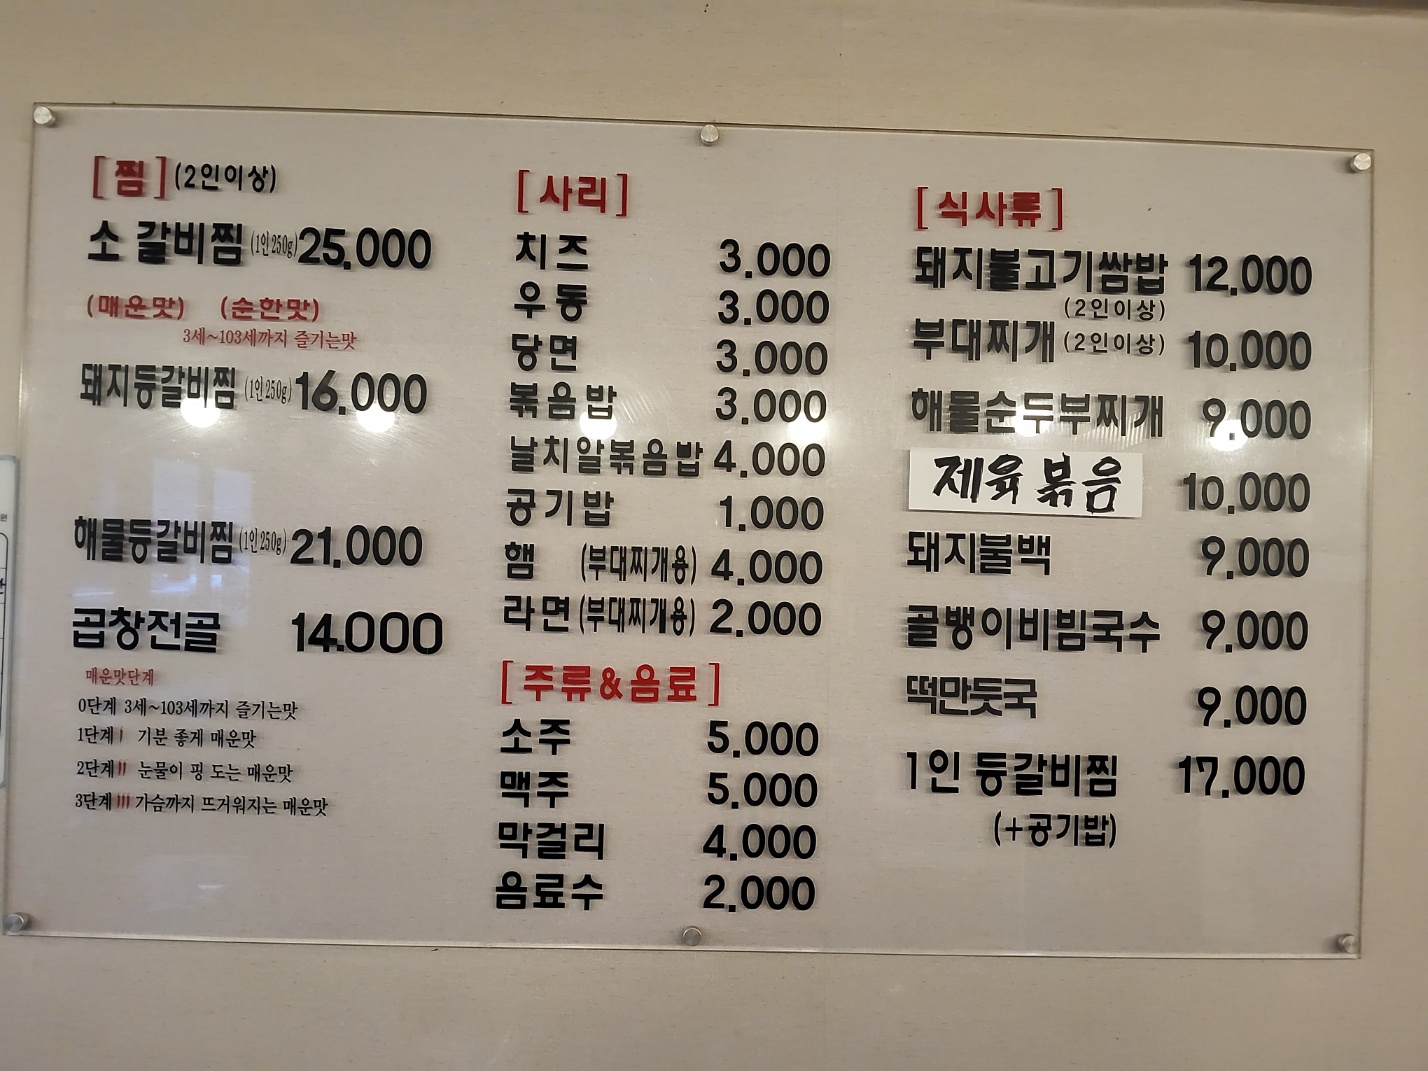 [찜] (2인이상)
소 갈비찜 (1인 250g) 25.000
(매운맛) (순한맛)
3세~103세까지 즐기는맛
돼지등갈비찜 (1인 250g) 16.000
해물등갈비찜 (1인 250g) 21.000
곱창전골 14.000
매운맛단계
0단계 3세~103세까지 즐기는맛
1단계 I 기분 좋게 매운맛
2단계 II 눈물이 핑 도는 매운맛
3단계 III 가슴까지 뜨거워지는 매운맛
[사리]
치즈 3.000
우동 3.000
당면 3.000
볶음밥 3.000
날치알볶음밥 4.000
공기밥 1.000
햄 (부대찌개용) 4.000
라면 (부대찌개용) 2.000
[주류&음료]
소주 5.000
맥주 5.000
막걸리 4.000
음료수 2.000
[식사류]
돼지불고기쌈밥 12.000
(2인이상)
부대찌개 (2인이상) 10.000
해물순두부찌개 9.000
제육볶음 10.000
돼지불백 9.000
골뱅이비빔국수 9.000
떡만둣국 9.000
1인 등갈비찜 17.000
(+공기밥)